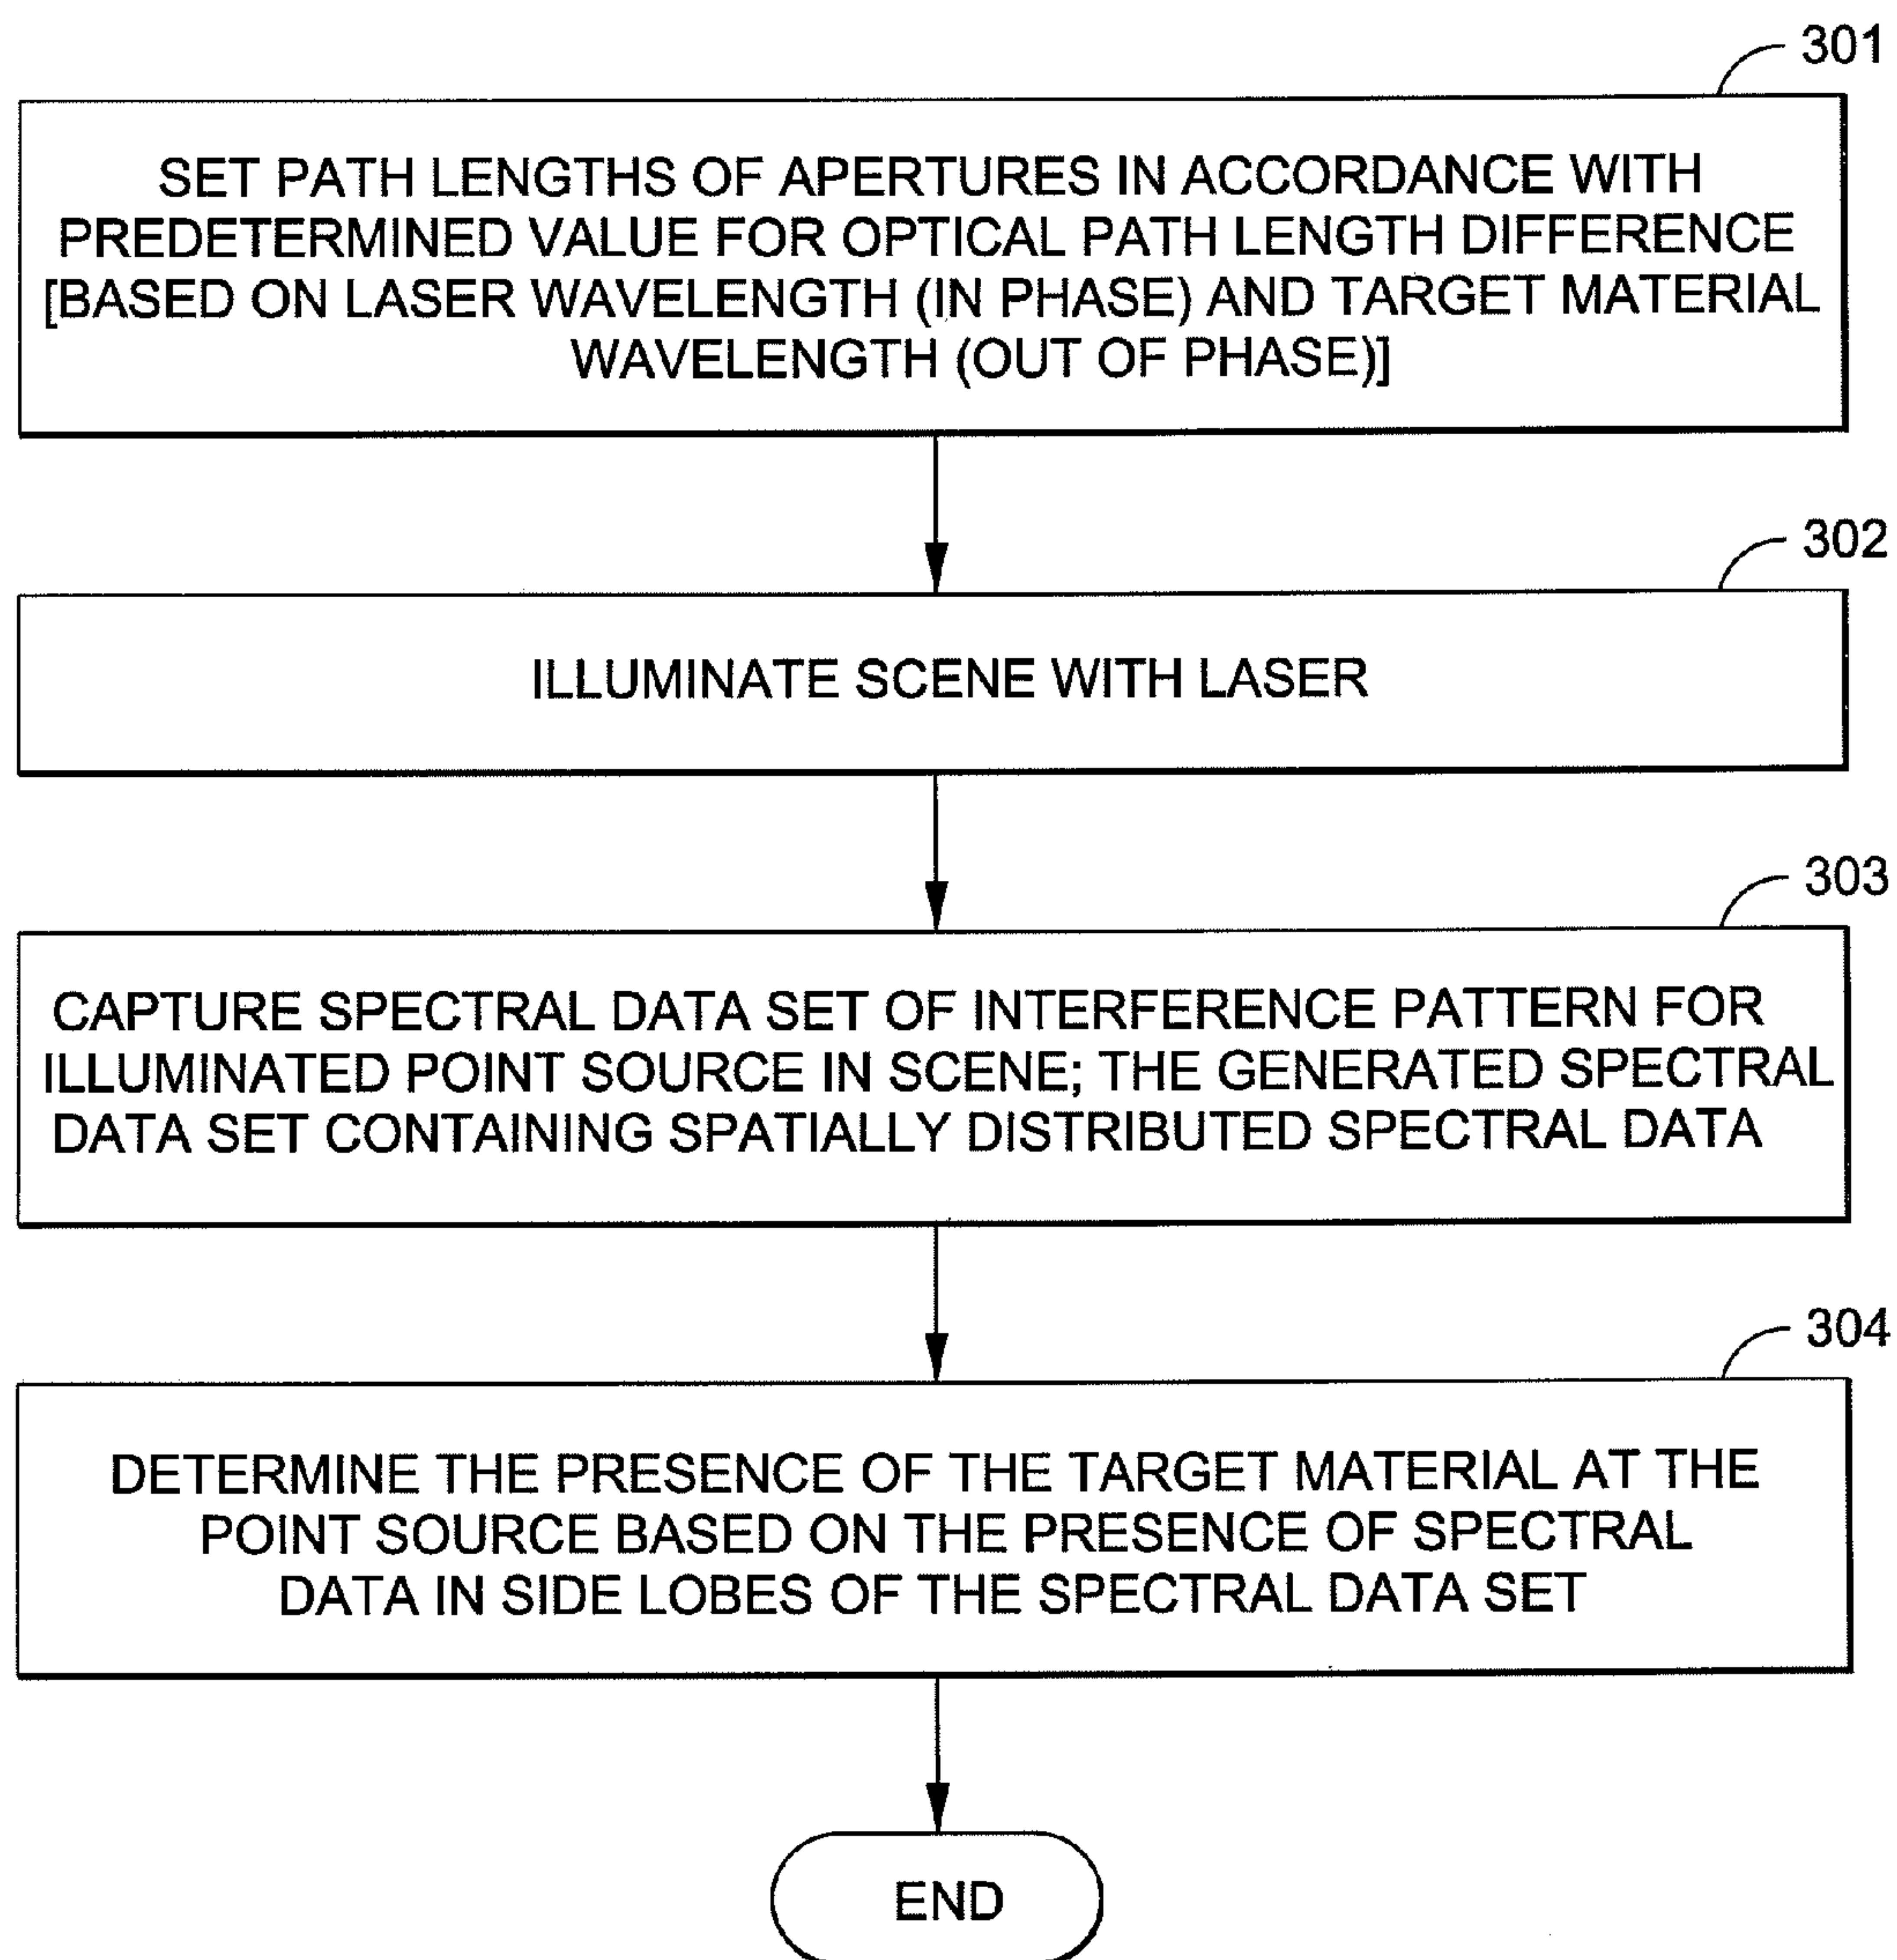 301
SET PATH LENGTHS OF APERTURES IN ACCORDANCE WITH
PREDETERMINED VALUE FOR OPTICAL PATH LENGTH DIFFERENCE
[BASED ON LASER WAVELENGTH (IN PHASE) AND TARGET MATERIAL
WAVELENGTH (OUT OF PHASE)]
302
ILLUMINATE SCENE WITH LASER
303
CAPTURE SPECTRAL DATA SET OF INTERFERENCE PATTERN FOR
ILLUMINATED POINT SOURCE IN SCENE; THE GENERATED SPECTRAL
DATA SET CONTAINING SPATIALLY DISTRIBUTED SPECTRAL DATA
304
DETERMINE THE PRESENCE OF THE TARGET MATERIAL AT THE
POINT SOURCE BASED ON THE PRESENCE OF SPECTRAL
DATA IN SIDE LOBES OF THE SPECTRAL DATA SET
END